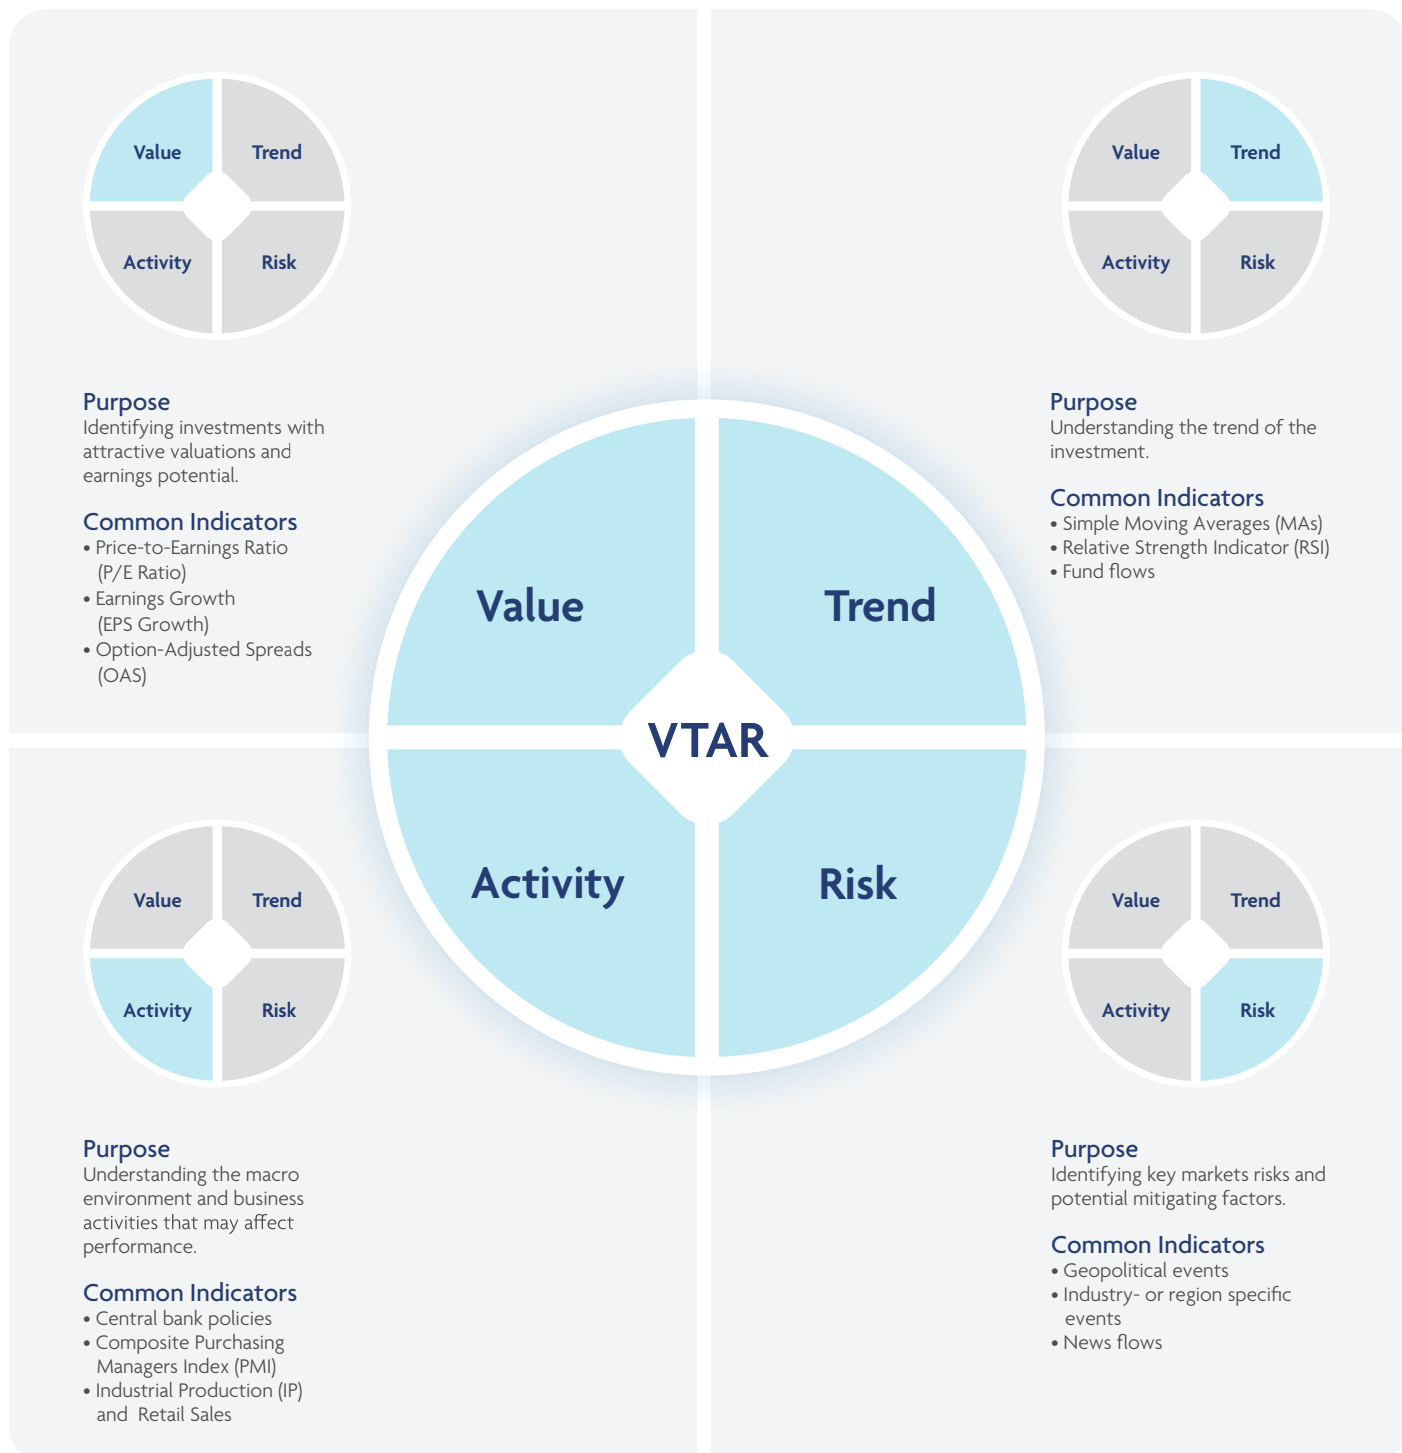 Value
Trend
Activity
Risk
Purpose
Identifying investments with
attractive valuations and
earnings potential.
Common Indicators
• Price-to-Earnings Ratio
(P/E Ratio)
• Earnings Growth
(EPS Growth)
• Option-Adjusted Spreads
(OAS)
Value
Trend
Activity
Risk
Purpose
Understanding the trend of the
investment.
Common Indicators
• Simple Moving Averages (MAs)
• Relative Strength Indicator (RSI)
• Fund flows
Value
Trend
VTAR
Activity
Risk
Value
Trend
Activity
Risk
Purpose
Understanding the macro
environment and business
activities that may affect
performance.
Common Indicators
• Central bank policies
• Composite Purchasing
Managers Index (PMI)
• Industrial Production (IP)
and Retail Sales
Value
Trend
Activity
Risk
Purpose
Identifying key markets risks and
potential mitigating factors.
Common Indicators
• Geopolitical events
• Industry- or region specific
events
• News flows